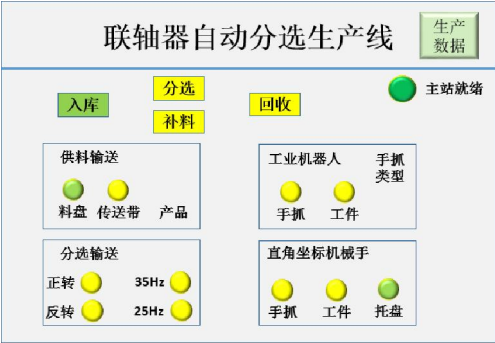 联轴器自动分选生产线
生产
数据
主站就绪
入库
分选
补料
回收
供料输送
料盘 传送带 产品
工业机器人
手抓
类型
手抓 工件
分选输送
正转 35Hz
反转 25Hz
直角坐标机械手
手抓 工件 托盘